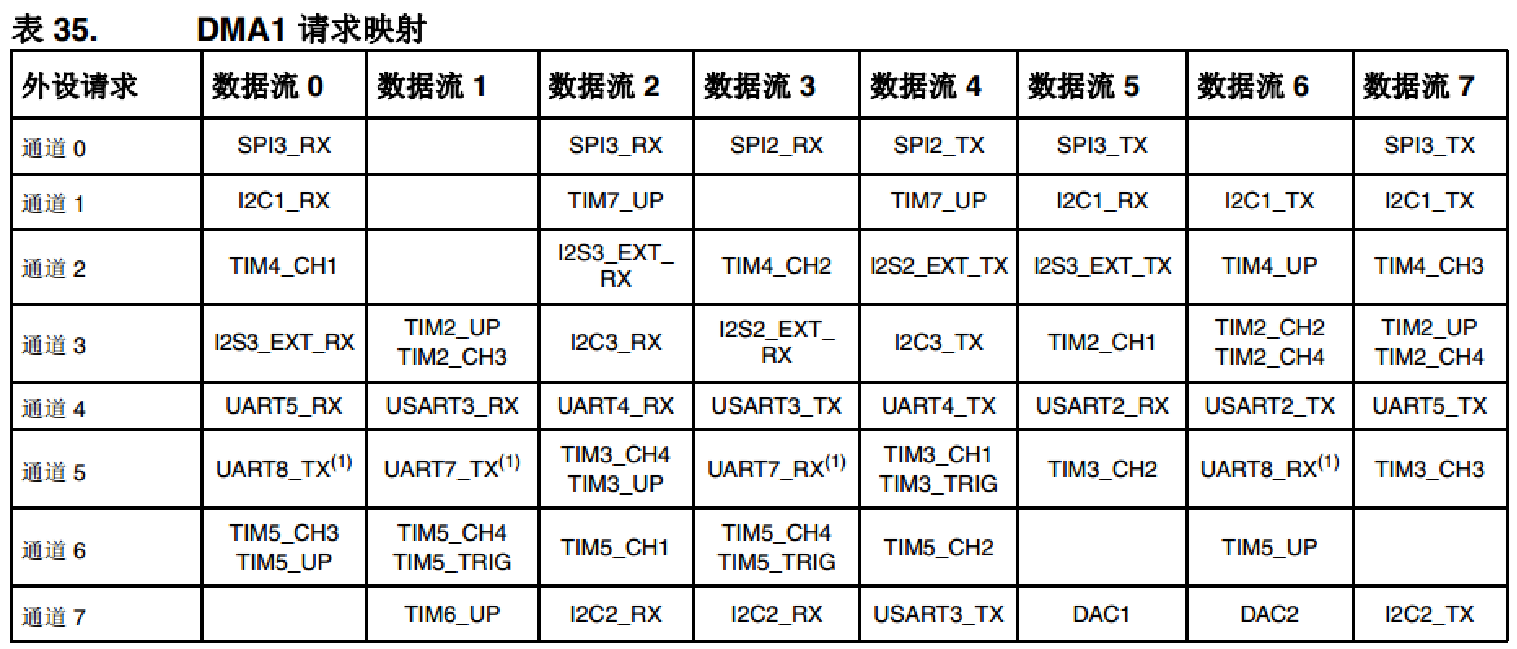 表 35. DMA1 请求映射
外设请求 数据流 0 数据流 1 数据流 2 数据流 3 数据流 4 数据流 5 数据流 6 数据流 7
通道 0 SPI3_RX SPI3_RX SPI2_RX SPI2_TX SPI3_TX SPI3_TX
通道 1 I2C1_RX TIM7_UP TIM7_UP I2C1_RX I2C1_TX I2C1_TX
通道 2 TIM4_CH1 I2S3_EXT_
RX TIM4_CH2 I2S2_EXT_TX I2S3_EXT_TX TIM4_UP TIM4_CH3
通道 3 I2S3_EXT_RX TIM2_UP
TIM2_CH3 I2C3_RX I2S2_EXT_
RX I2C3_TX TIM2_CH1 TIM2_CH2
TIM2_CH4 TIM2_UP
TIM2_CH4
通道 4 UART5_RX USART3_RX UART4_RX USART3_TX UART4_TX USART2_RX USART2_TX UART5_TX
通道 5 UART8_TX(1) UART7_TX(1) TIM3_CH4
TIM3_UP UART7_RX(1) TIM3_CH1
TIM3_TRIG TIM3_CH2 UART8_RX(1) TIM3_CH3
通道 6 TIM5_CH3
TIM5_UP TIM5_CH4
TIM5_TRIG TIM5_CH1 TIM5_CH4
TIM5_TRIG TIM5_CH2 TIM5_UP
通道 7 TIM6_UP I2C2_RX I2C2_RX USART3_TX DAC1 DAC2 I2C2_TX